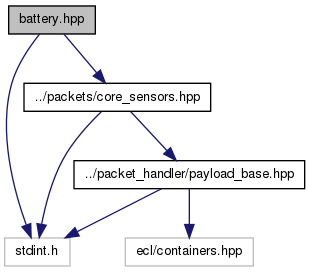 battery.hpp
../packets/core_sensors.hpp
../packet_handler/payload_base.hpp
stdint.h
ecl/containers.hpp